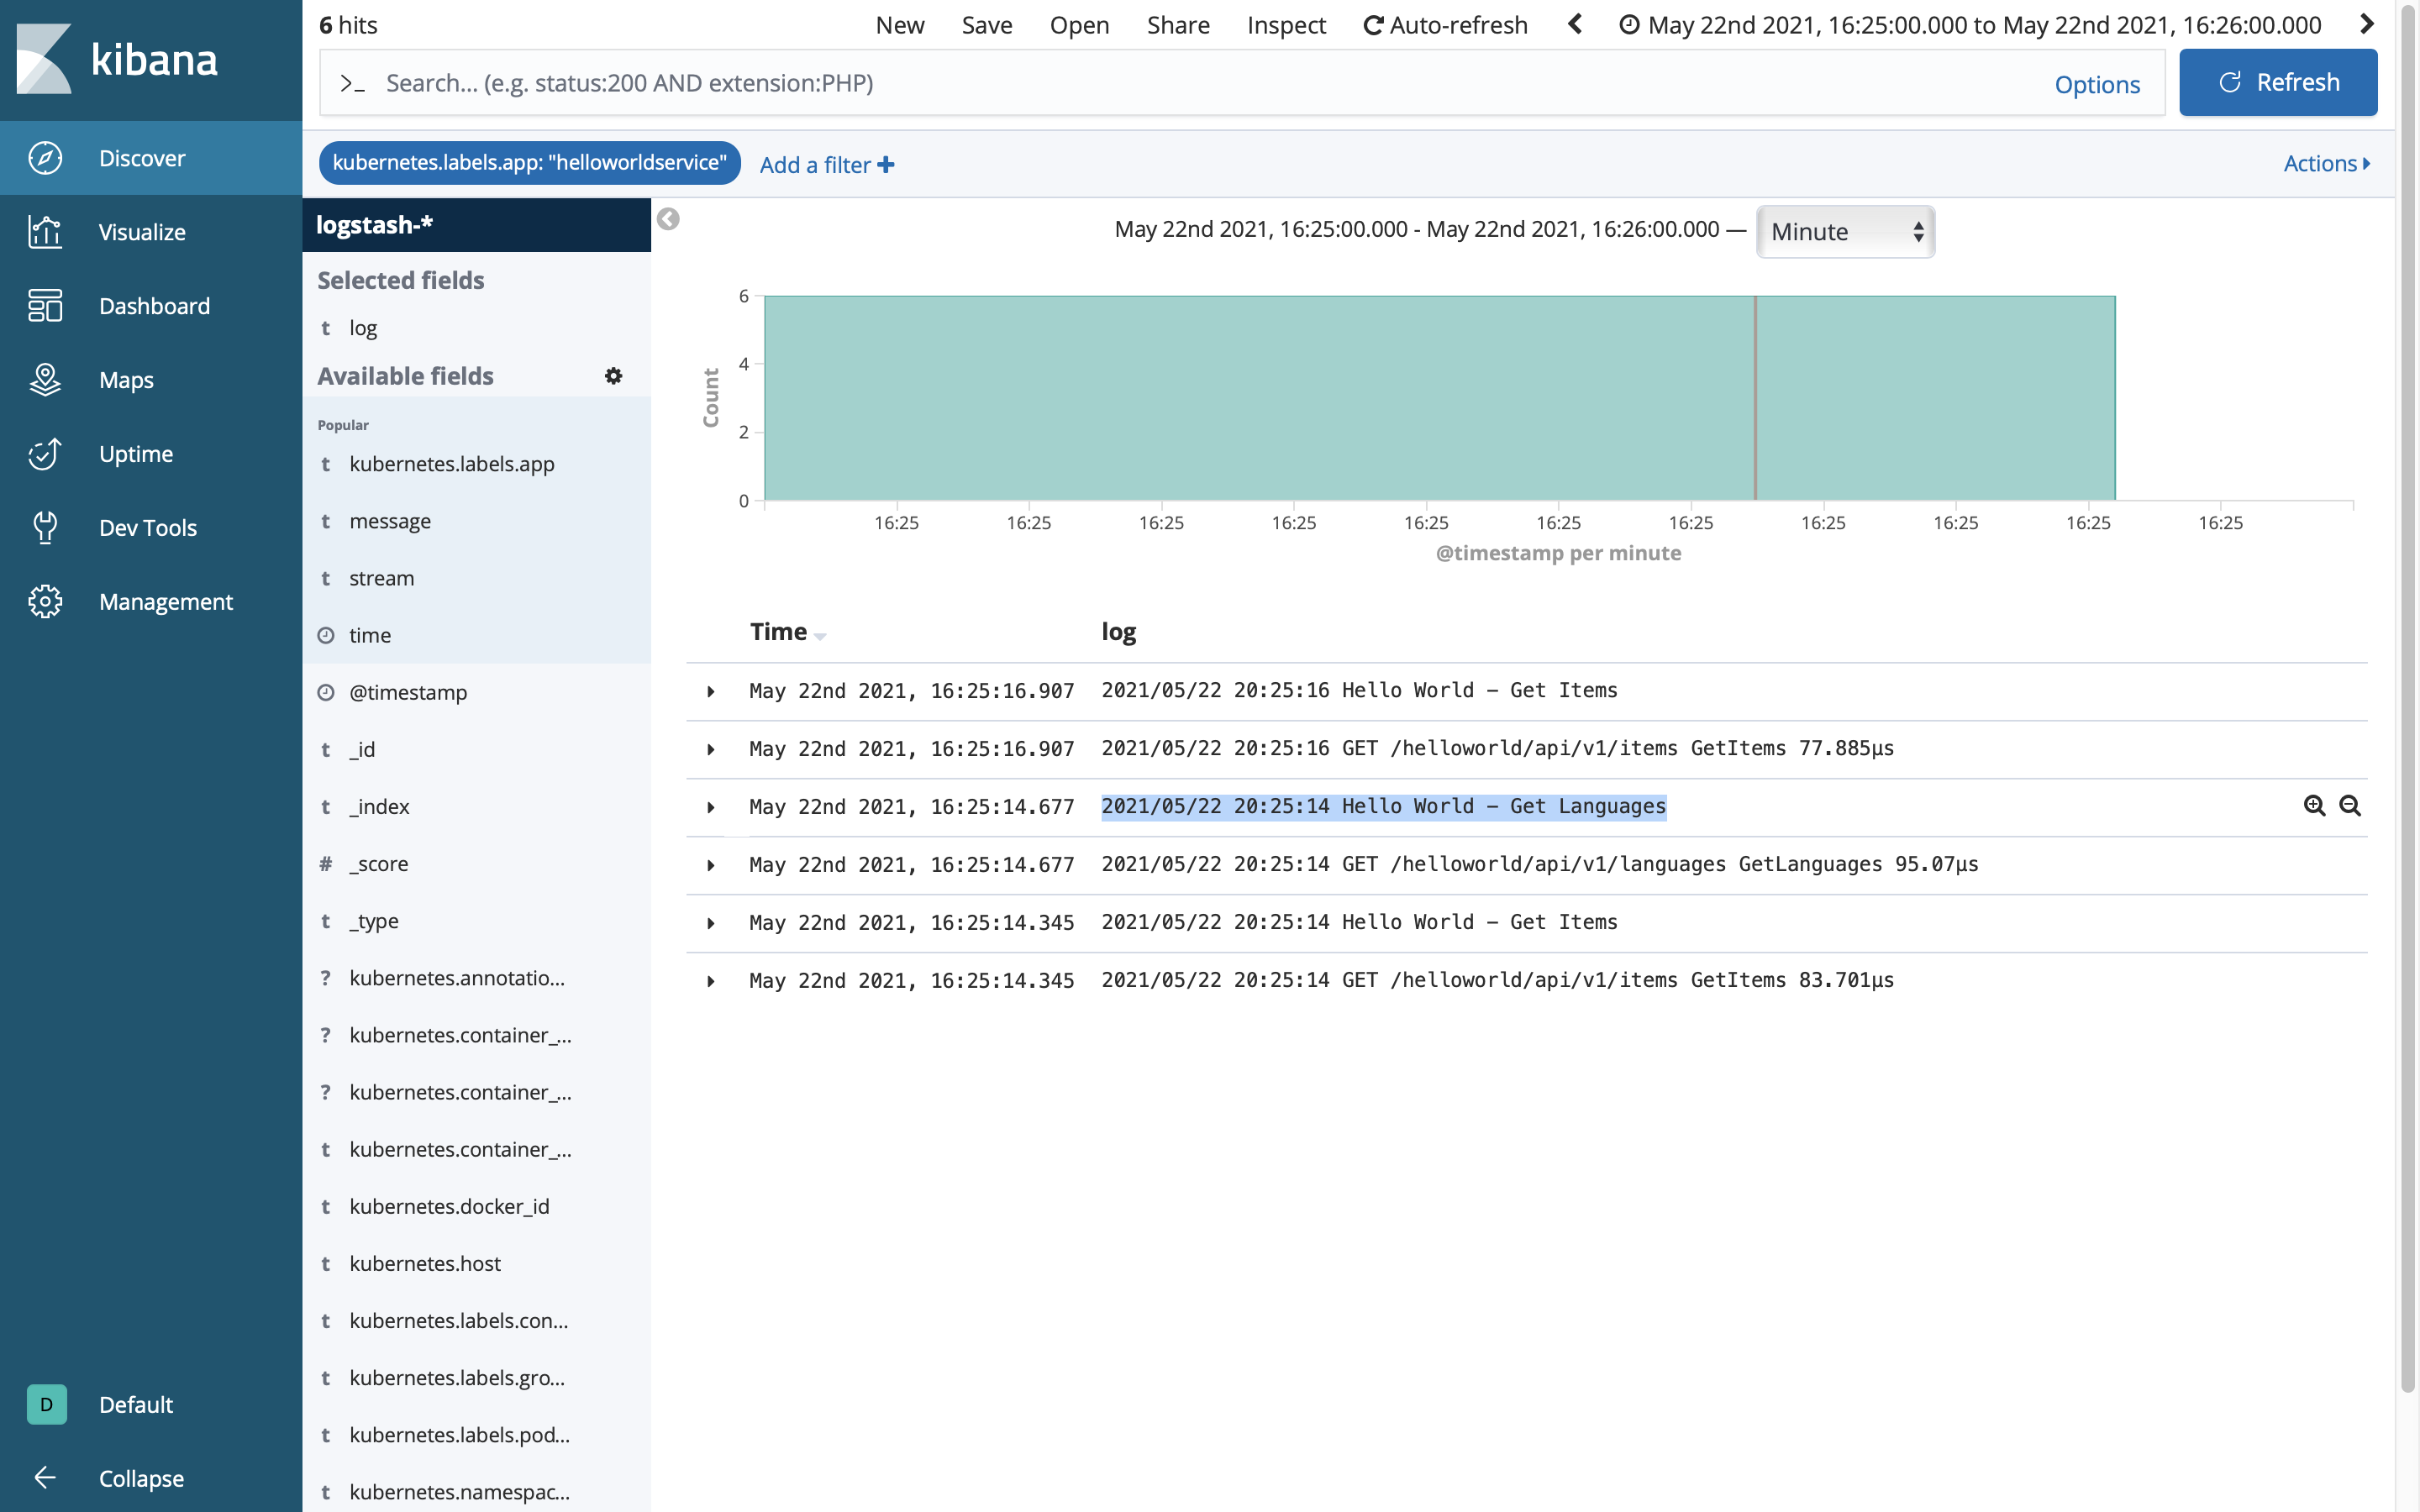 kibana
Discover
Visualize
Dashboard
Maps
Uptime
Dev Tools
Management
D Default
Collapse
6 hits
New Save Open Share Inspect Auto-refresh May 22nd 2021, 16:25:00.000 to May 22nd 2021, 16:26:00.000
>_ Search... (e.g. status:200 AND extension:PHP) Options Refresh
kubernetes.labels.app: "helloworldservice" Add a filter + Actions
logstash-*
Selected fields
t log
Available fields
Popular
t kubernetes.labels.app
t message
t stream
time
@timestamp
t _id
t _index
# _score
t _type
? kubernetes.annotatio...
? kubernetes.container_...
? kubernetes.container_...
t kubernetes.container_...
t kubernetes.docker_id
t kubernetes.host
t kubernetes.labels.con...
t kubernetes.labels.gro...
t kubernetes.labels.pod...
t kubernetes.namespac...
May 22nd 2021, 16:25:00.000 - May 22nd 2021, 16:26:00.000 — Minute
Count
6
4
2
0
16:25 16:25 16:25 16:25 16:25 16:25 16:25 16:25 16:25 16:25 16:25
@timestamp per minute
Time log
May 22nd 2021, 16:25:16.907 2021/05/22 20:25:16 Hello World – Get Items
May 22nd 2021, 16:25:16.907 2021/05/22 20:25:16 GET /helloworld/api/v1/items GetItems 77.885µs
May 22nd 2021, 16:25:14.677 2021/05/22 20:25:14 Hello World – Get Languages
May 22nd 2021, 16:25:14.677 2021/05/22 20:25:14 GET /helloworld/api/v1/languages GetLanguages 95.07µs
May 22nd 2021, 16:25:14.345 2021/05/22 20:25:14 Hello World – Get Items
May 22nd 2021, 16:25:14.345 2021/05/22 20:25:14 GET /helloworld/api/v1/items GetItems 83.701µs